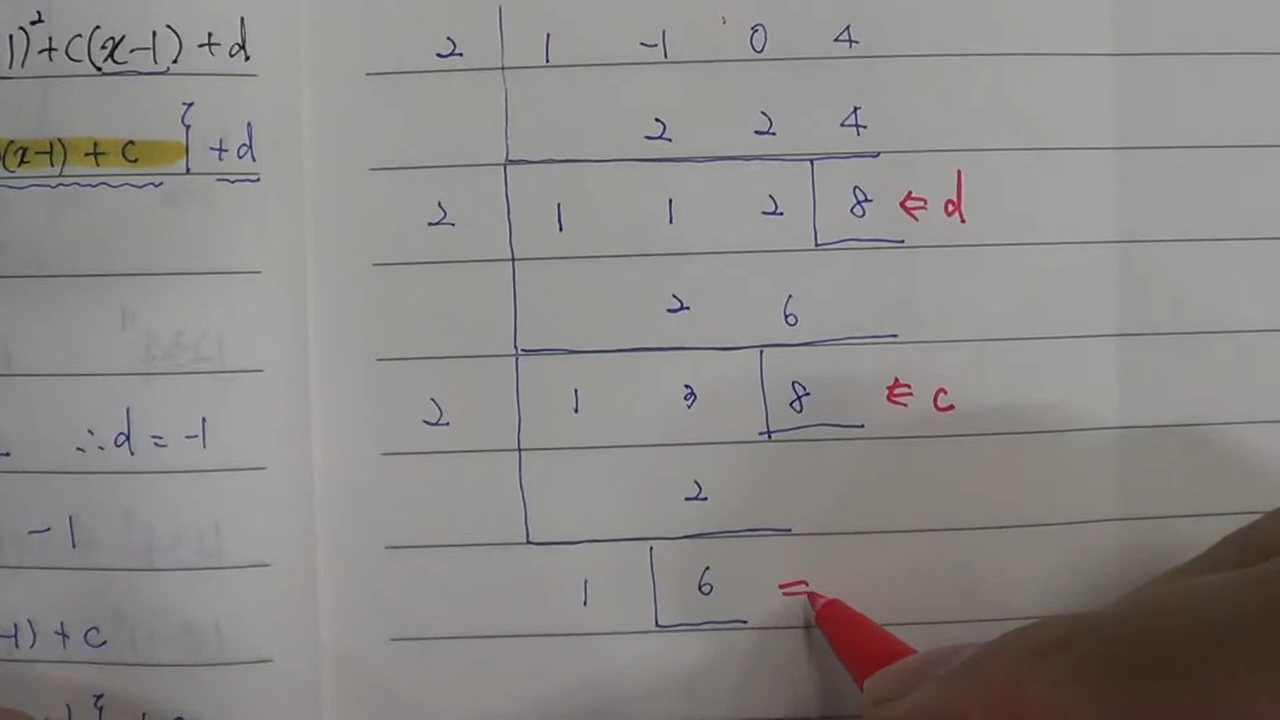 1)²+c(x-1)+d
(x-1)+c } +d
∴d=-1
-1
-1)+c
2 1 -1 0 4
2 2 4
2 1 1 2 8 ⇐ d
2 6
2 1 3 8 ⇐ c
2
1 6 =